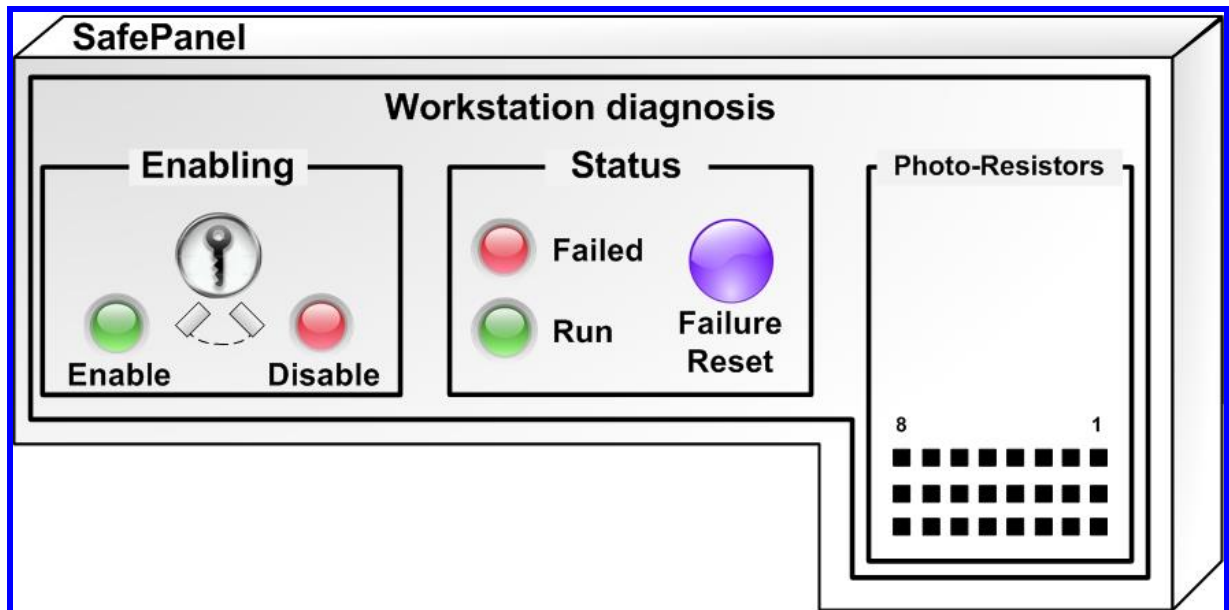 SafePanel
Workstation diagnosis
Enabling
Enable
Disable
Status
Failed
Run
Failure
Reset
Photo-Resistors
8 1